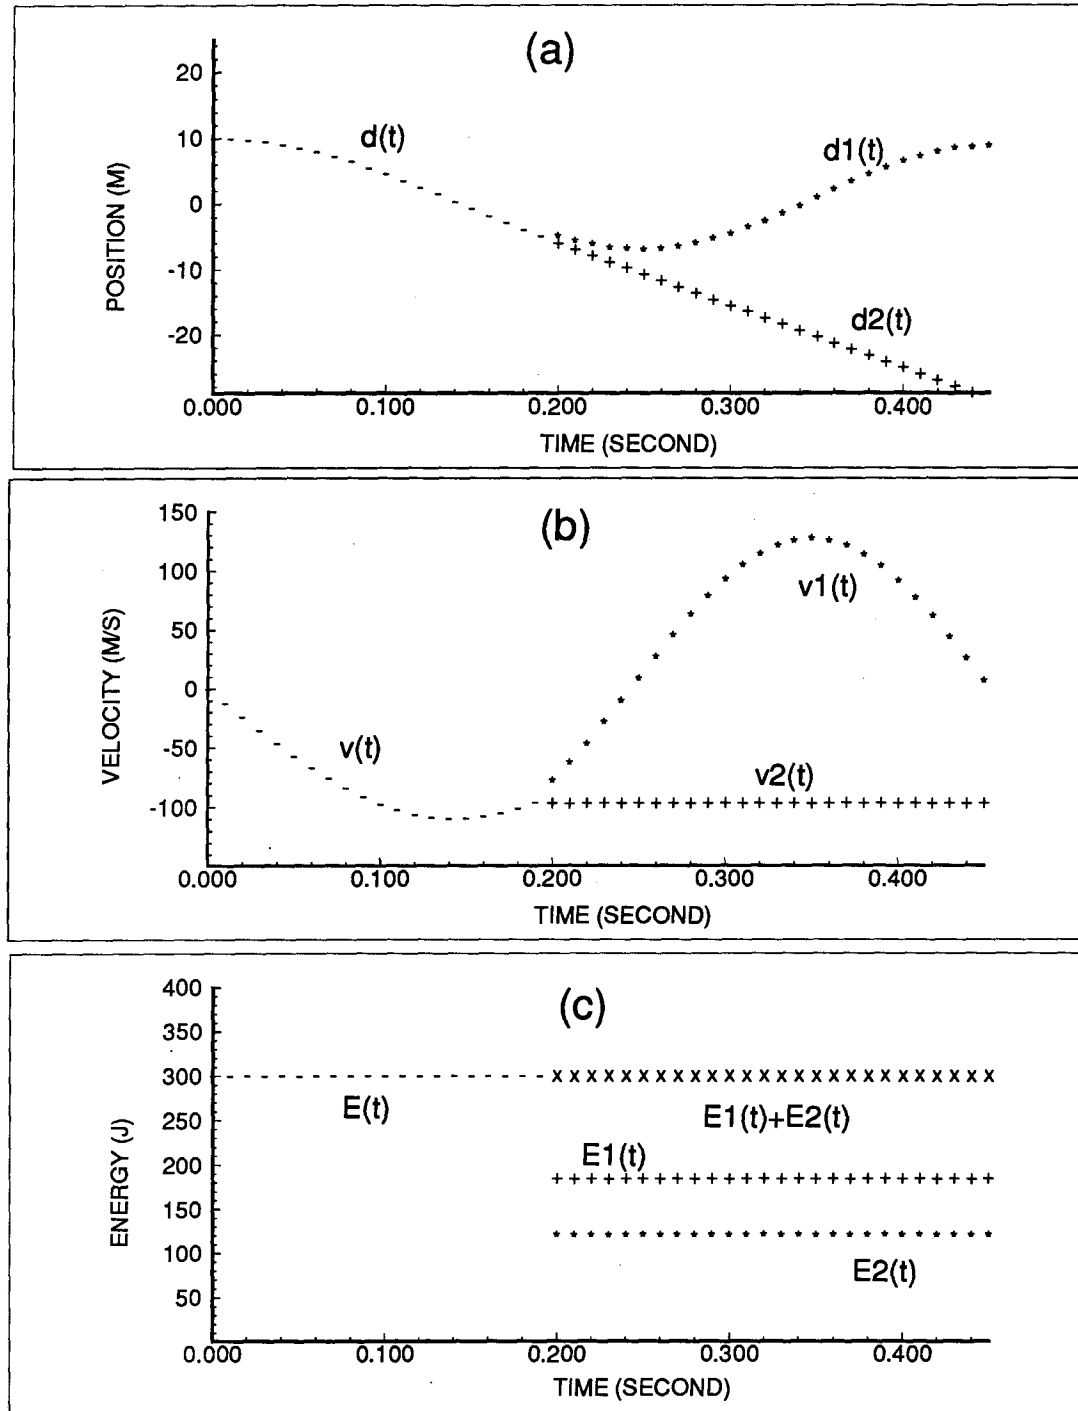 (a)
20
10
0
-10
-20
POSITION (M)
d(t)
d1(t)
d2(t)
0.000 0.100 0.200 0.300 0.400
TIME (SECOND)
(b)
150
100
50
0
-50
-100
VELOCITY (M/S)
v(t)
v1(t)
v2(t)
0.000 0.100 0.200 0.300 0.400
TIME (SECOND)
(c)
400
350
300
250
200
150
100
50
ENERGY (J)
E(t)
E1(t)+E2(t)
E1(t)
E2(t)
0.000 0.100 0.200 0.300 0.400
TIME (SECOND)